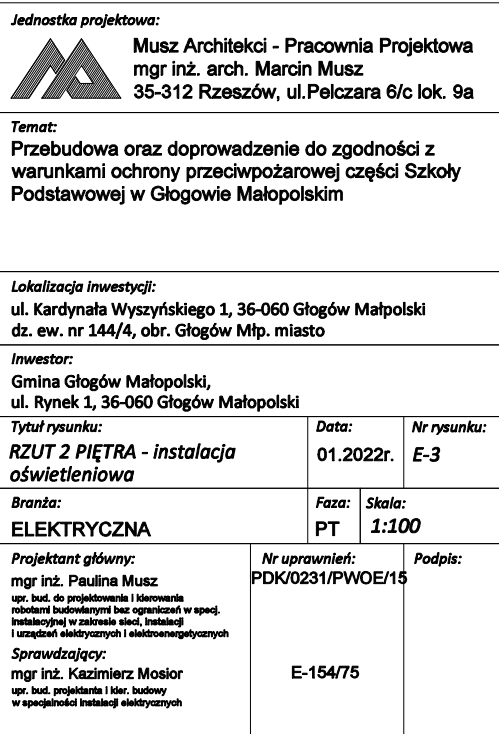 Jednostka projektowa:
Musz Architekci - Pracownia Projektowa
mgr inż. arch. Marcin Musz
35-312 Rzeszów, ul.Pelczara 6/c lok. 9a
Temat:
Przebudowa oraz doprowadzenie do zgodności z
warunkami ochrony przeciwpożarowej części Szkoły
Podstawowej w Głogowie Małopolskim
Lokalizacja inwestycji:
ul. Kardynała Wyszyńskiego 1, 36-060 Głogów Małpolski
dz. ew. nr 144/4, obr. Głogów Młp. miasto
Inwestor:
Gmina Głogów Małopolski,
ul. Rynek 1, 36-060 Głogów Małopolski
Tytuł rysunku:
RZUT 2 PIĘTRA - instalacja
oświetleniowa
Data:
01.2022r.
Nr rysunku:
E-3
Branża:
ELEKTRYCZNA
Faza:
PT
Skala:
1:100
Projektant główny:
mgr inż. Paulina Musz
upr. bud. do projektowania i kierowania
robotami budowlanymi bez ograniczeń w specj.
instalacyjnej w zakresie sieci, instalacji
i urządzeń elektrycznych i elektroenergetycznych
Nr uprawnień:
PDK/0231/PWOE/15
Podpis:
Sprawdzający:
mgr inż. Kazimierz Mosior
upr. bud. projektanta i kier. budowy
w specjalności instalacji elektrycznych
E-154/75